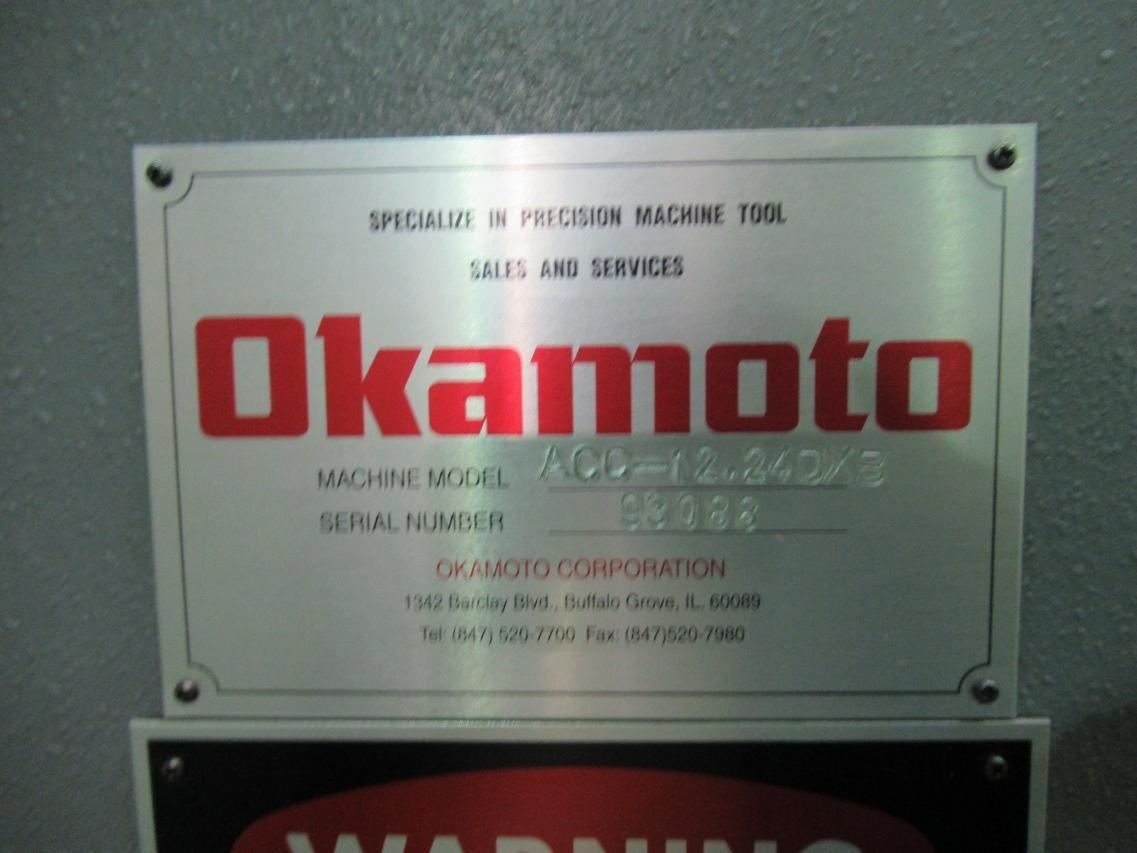 SPECIALIZE IN PRECISION MACHINE TOOL
SALES AND SERVICES
Okamoto
MACHINE MODEL ACC-12.24DXB
SERIAL NUMBER 93088
OKAMOTO CORPORATION
1342 Barclay Blvd., Buffalo Grove, IL. 60089
Tel: (847) 520-7700 Fax: (847)520-7980
WARNING